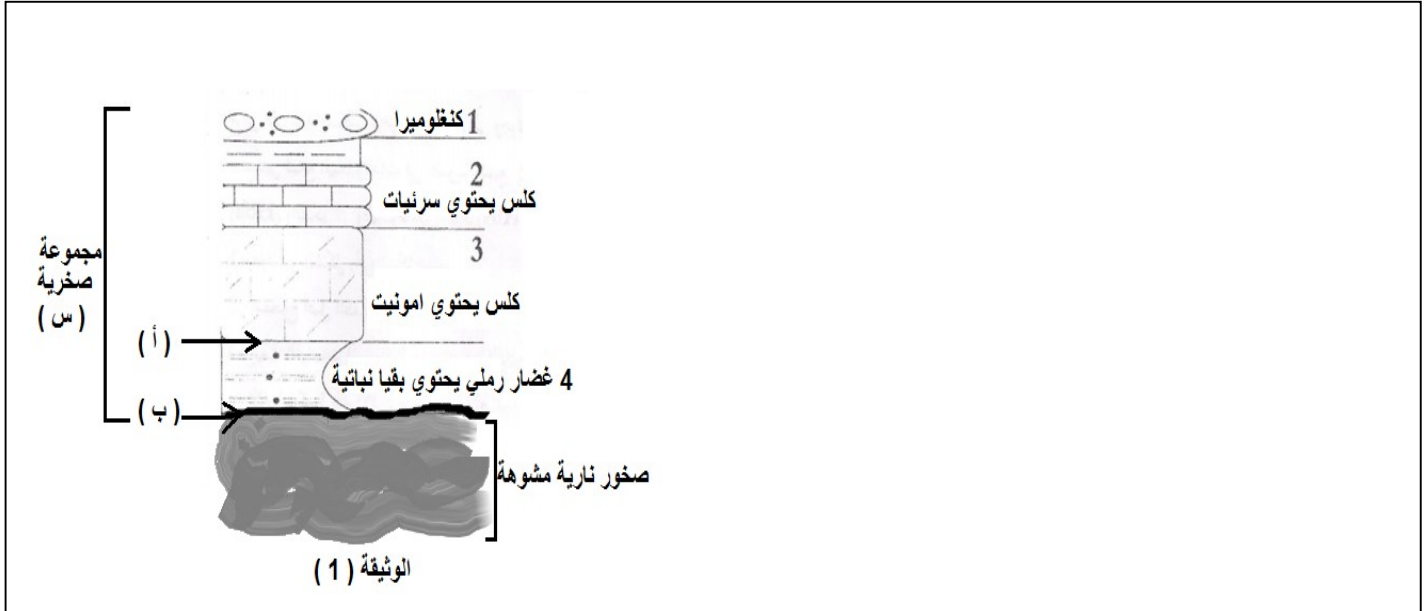 1 كنغلوميرا
2
كلس يحتوي سرئيات
3
مجموعة
صخرية
( س )
كلس يحتوي امونيت
( أ )
4 غضار رملي يحتوي بقيا نباتية
( ب )
صخور نارية مشوهة
الوثيقة ( 1 )